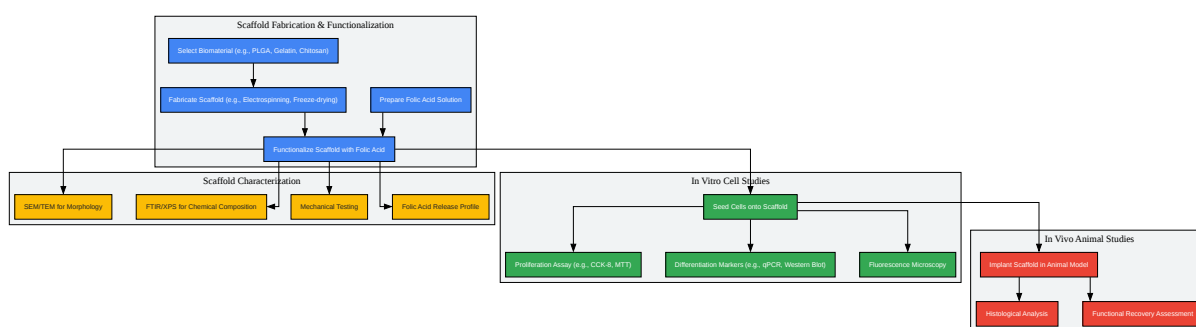 Scaffold Fabrication & Functionalization
Select Biomaterial (e.g., PLGA, Gelatin, Chitosan)
Fabricate Scaffold (e.g., Electrospinning, Freeze-drying)
Prepare Folic Acid Solution
Functionalize Scaffold with Folic Acid
Scaffold Characterization
SEM/TEM for Morphology
FTIR/XPS for Chemical Composition
Mechanical Testing
Folic Acid Release Profile
In Vitro Cell Studies
Seed Cells onto Scaffold
Proliferation Assay (e.g., CCK-8, MTT)
Differentiation Markers (e.g., qPCR, Western Blot)
Fluorescence Microscopy
In Vivo Animal Studies
Implant Scaffold in Animal Model
Histological Analysis
Functional Recovery Assessment